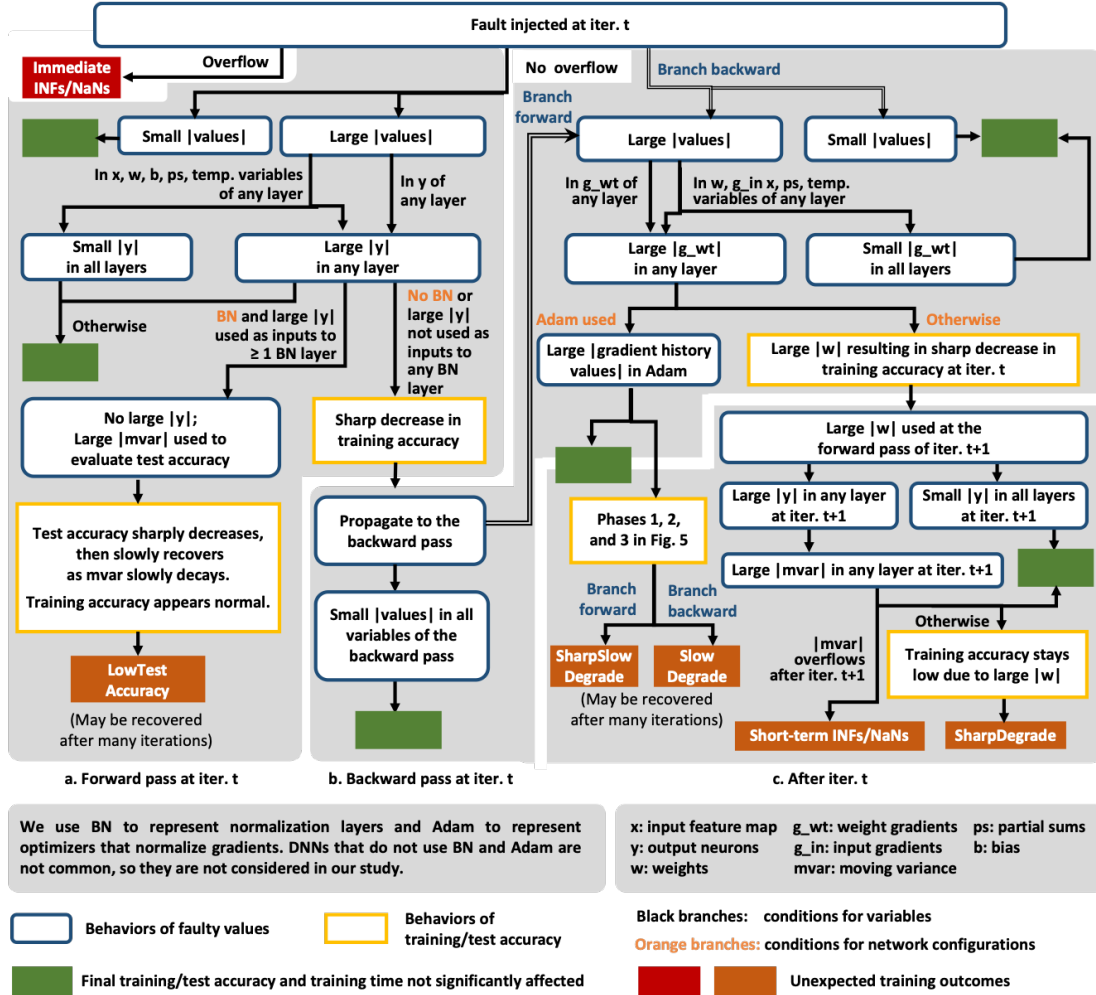 Fault injected at iter. t
Overflow
Immediate
INFs/NaNs
No overflow
Branch backward
Branch
forward
Small |values|
Large |values|
Large |values|
Small |values|
In x, w, b, ps, temp. variables
of any layer
In y of
any layer
In g_wt of
any layer
In w, g_in x, ps, temp.
variables of any layer
Small |y|
in all layers
Large |y|
in any layer
Large |g_wt|
in any layer
Small |g_wt|
in all layers
Otherwise
BN and large |y|
used as inputs to
≥ 1 BN layer
No BN or
large |y|
not used as
inputs to
any BN
layer
Adam used
Otherwise
Large |gradient history
values| in Adam
Large |w| resulting in sharp decrease in
training accuracy at iter. t
No large |y|;
Large |mvar| used to
evaluate test accuracy
Sharp decrease in
training accuracy
Large |w| used at the
forward pass of iter. t+1
Large |y| in any layer
at iter. t+1
Small |y| in all layers
at iter. t+1
Test accuracy sharply decreases,
then slowly recovers
as mvar slowly decays.
Training accuracy appears normal.
Propagate to the
backward pass
Phases 1, 2,
and 3 in Fig. 5
Large |mvar| in any layer at iter. t+1
Small |values| in all
variables of the
backward pass
Branch
forward
Branch
backward
Otherwise
|mvar|
overflows
after iter. t+1
Training accuracy stays
low due to large |w|
LowTest
Accuracy
(May be recovered
after many iterations)
SharpSlow
Degrade
Slow
Degrade
(May be recovered
after many iterations)
Short-term INFs/NaNs
SharpDegrade
a. Forward pass at iter. t
b. Backward pass at iter. t
c. After iter. t
We use BN to represent normalization layers and Adam to represent
optimizers that normalize gradients. DNNs that do not use BN and Adam are
not common, so they are not considered in our study.
x: input feature map
g_wt: weight gradients
ps: partial sums
y: output neurons
g_in: input gradients
b: bias
w: weights
mvar: moving variance
Behaviors of faulty values
Behaviors of
training/test accuracy
Black branches: conditions for variables
Orange branches: conditions for network configurations
Final training/test accuracy and training time not significantly affected
Unexpected training outcomes